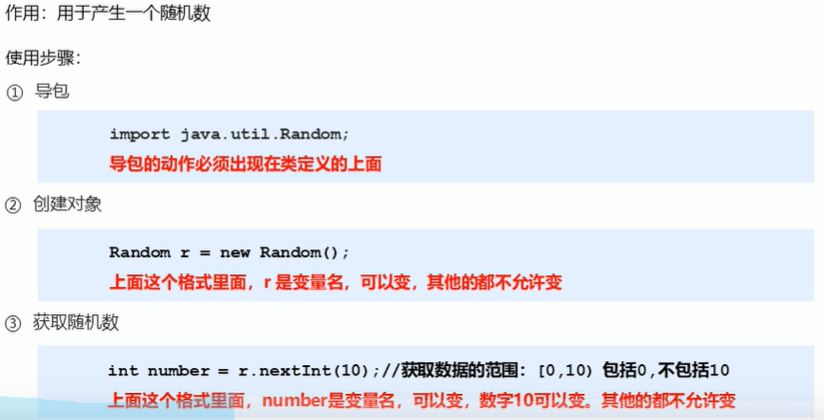 作用：用于产生一个随机数
使用步骤：
① 导包
import java.util.Random;
导包的动作必须出现在类定义的上面
② 创建对象
Random r = new Random();
上面这个格式里面，r 是变量名，可以变，其他的都不允许变
③ 获取随机数
int number = r.nextInt(10);//获取数据的范围：[0,10) 包括0,不包括10
上面这个格式里面，number是变量名，可以变，数字10可以变。其他的都不允许变